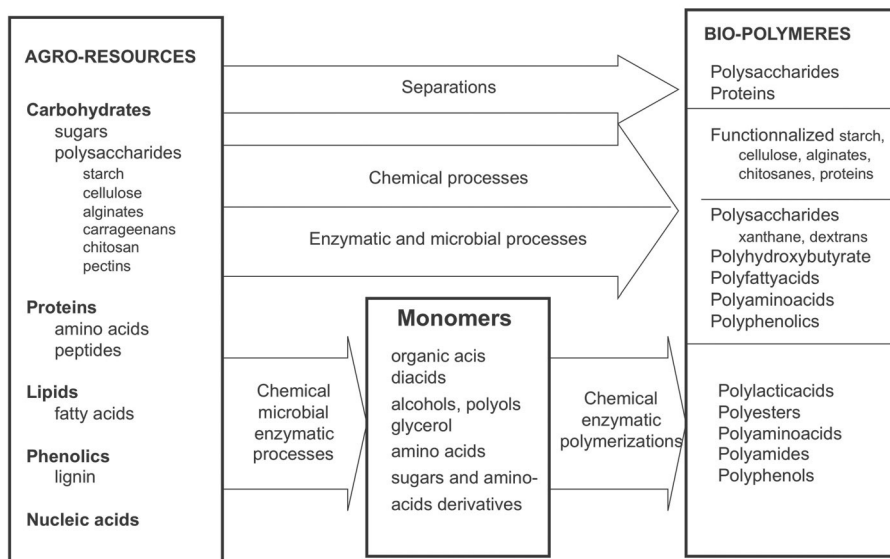 AGRO-RESOURCES
Carbohydrates
sugars
polysaccharides
starch
cellulose
alginates
carrageenans
chitosan
pectins
Proteins
amino acids
peptides
Lipids
fatty acids
Phenolics
lignin
Nucleic acids
Separations
Chemical processes
Enzymatic and microbial processes
Chemical
microbial
enzymatic
processes
Monomers
organic acis
diacids
alcohols, polyols
glycerol
amino acids
sugars and amino-
acids derivatives
Chemical
enzymatic
polymerizations
BIO-POLYMERES
Polysaccharides
Proteins
Functionnalized starch,
cellulose, alginates,
chitosanes, proteins
Polysaccharides
xanthane, dextrans
Polyhydroxybutyrate
Polyfattyacids
Polyaminoacids
Polyphenolics
Polylacticacids
Polyesters
Polyaminoacids
Polyamides
Polyphenols